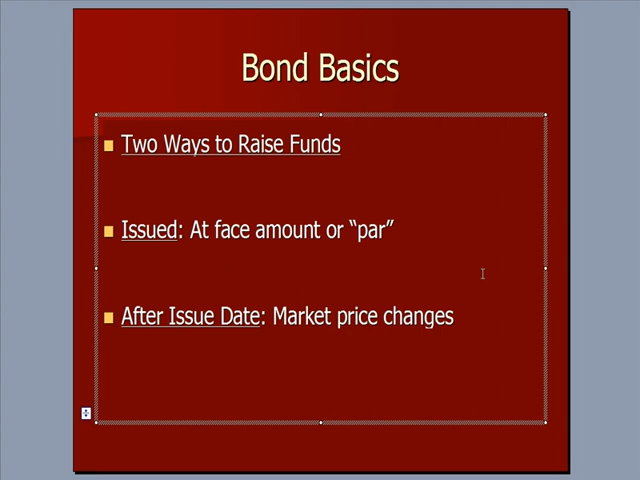 Bond Basics
Two Ways to Raise Funds
Issued: At face amount or “par”
After Issue Date: Market price changes